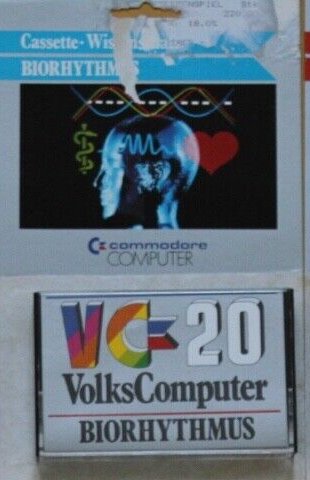 Cassette·Wis
BIORHYTHMUS
commodore
COMPUTER
VC 20
VolksComputer
BIORHYTHMUS